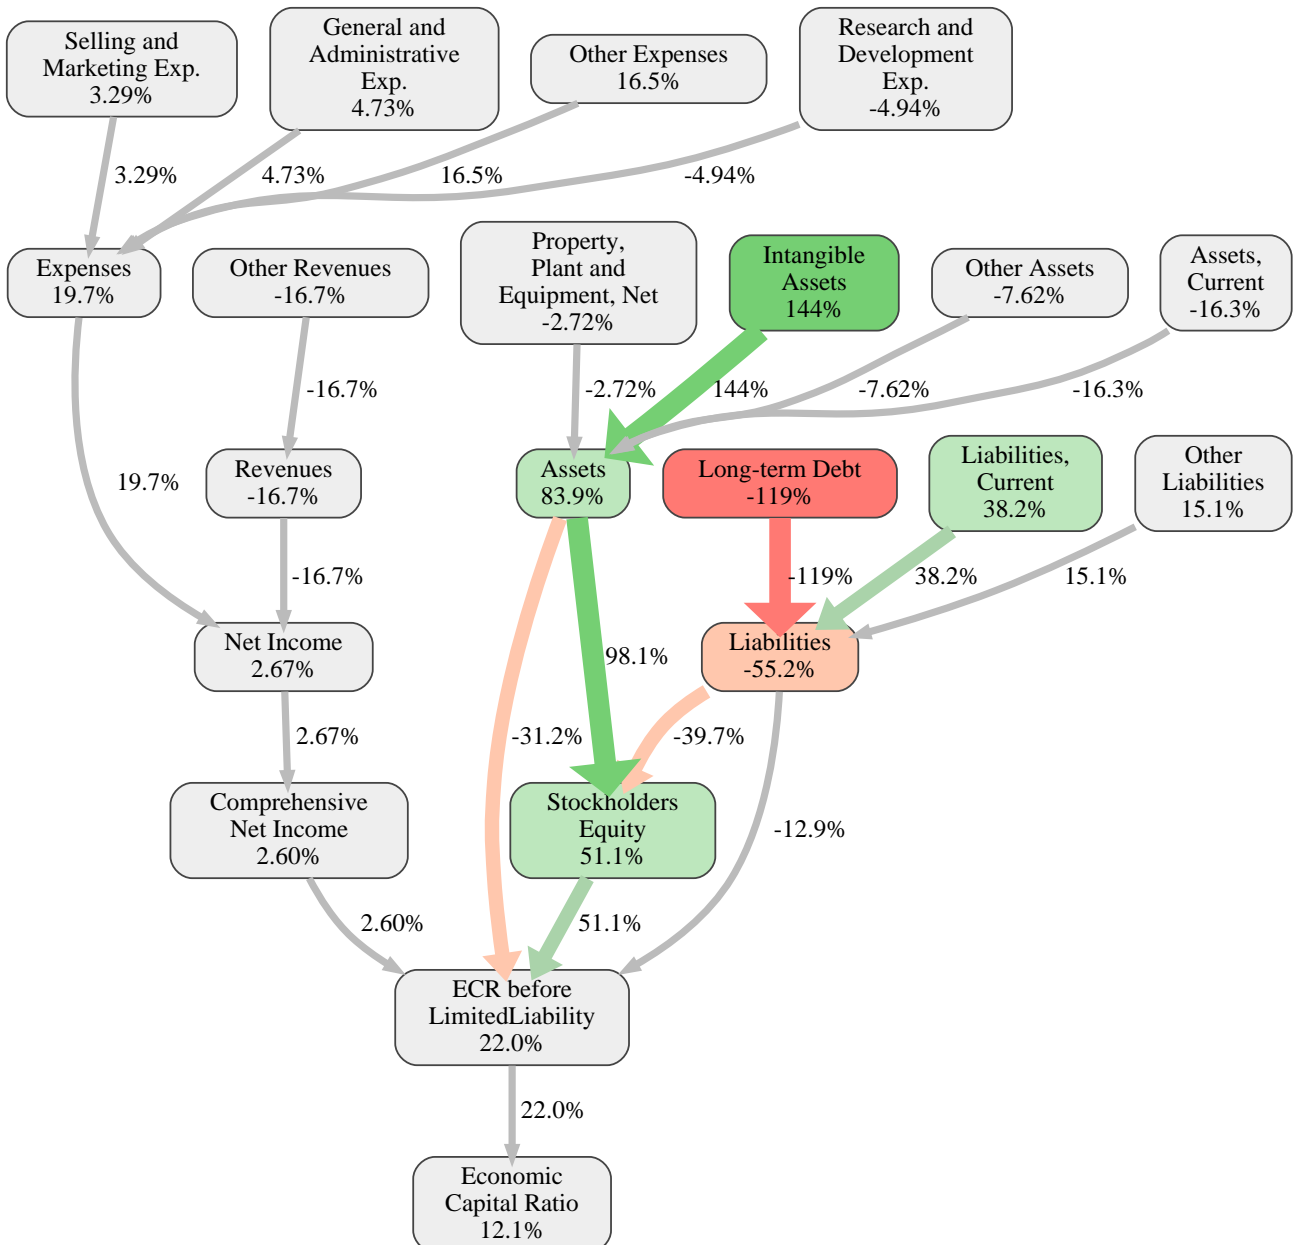 Selling and
Marketing Exp.
3.29%
General and
Administrative
Exp.
4.73%
Other Expenses
16.5%
Research and
Development
Exp.
-4.94%
3.29%
4.73%
16.5%
-4.94%
Expenses
19.7%
Other Revenues
-16.7%
Property,
Plant and
Equipment, Net
-2.72%
Intangible
Assets
144%
Other Assets
-7.62%
Assets,
Current
-16.3%
-16.7%
-2.72%
144%
-7.62%
-16.3%
19.7%
Revenues
-16.7%
Assets
83.9%
Long-term Debt
-119%
Liabilities,
Current
38.2%
Other
Liabilities
15.1%
-16.7%
-119%
38.2%
15.1%
Net Income
2.67%
98.1%
Liabilities
-55.2%
2.67%
-31.2%
-39.7%
Comprehensive
Net Income
2.60%
Stockholders
Equity
51.1%
-12.9%
2.60%
51.1%
ECR before
LimitedLiability
22.0%
22.0%
Economic
Capital Ratio
12.1%